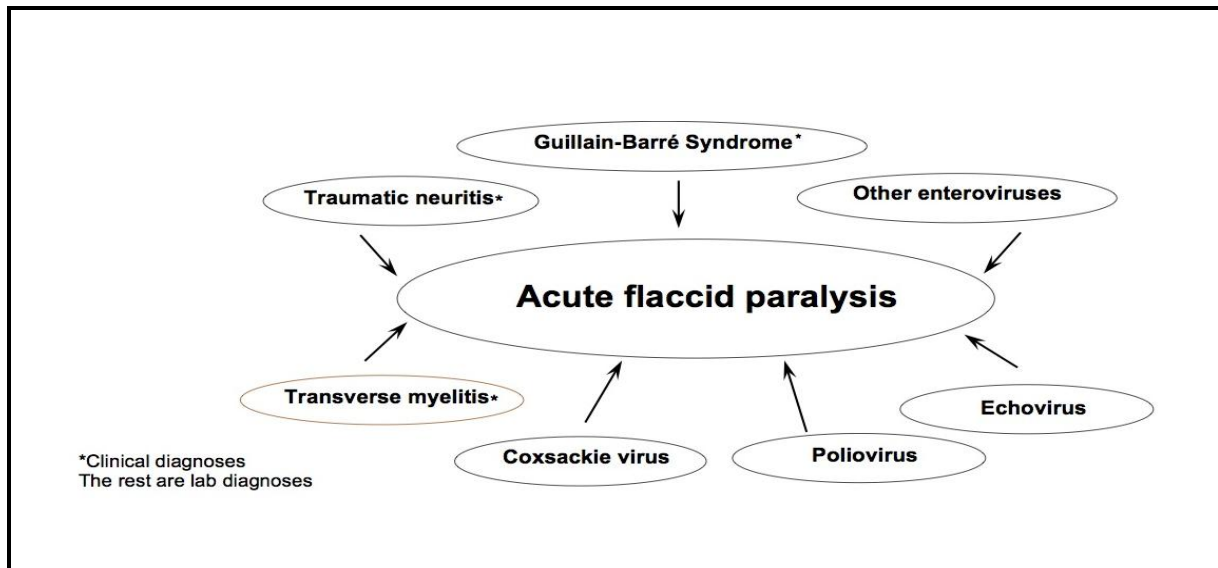 Guillain-Barré Syndrome*
Traumatic neuritis*
Other enteroviruses
Acute flaccid paralysis
Transverse myelitis*
Echovirus
Coxsackie virus
Poliovirus
*Clinical diagnoses
The rest are lab diagnoses